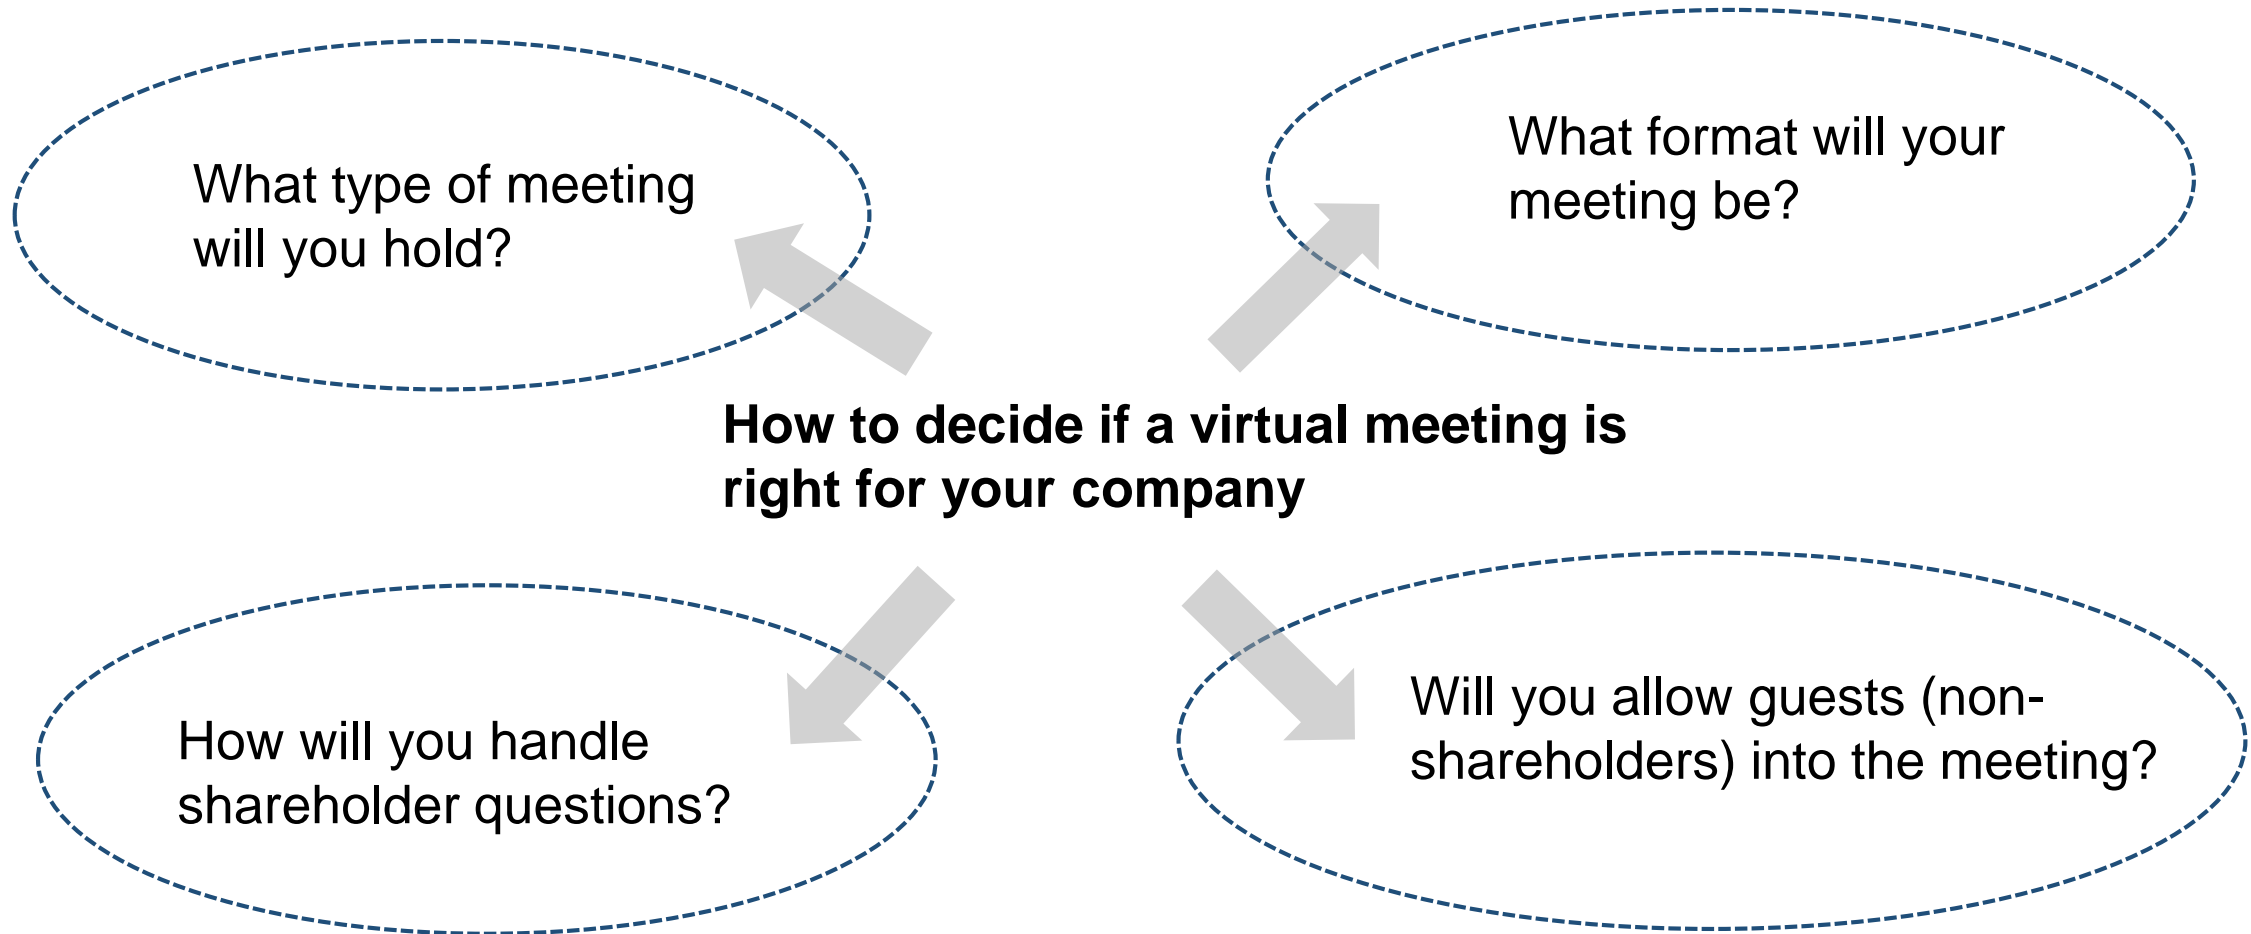 What type of meeting
will you hold?
What format will your
meeting be?
How to decide if a virtual meeting is
right for your company
How will you handle
shareholder questions?
Will you allow guests (non-
shareholders) into the meeting?